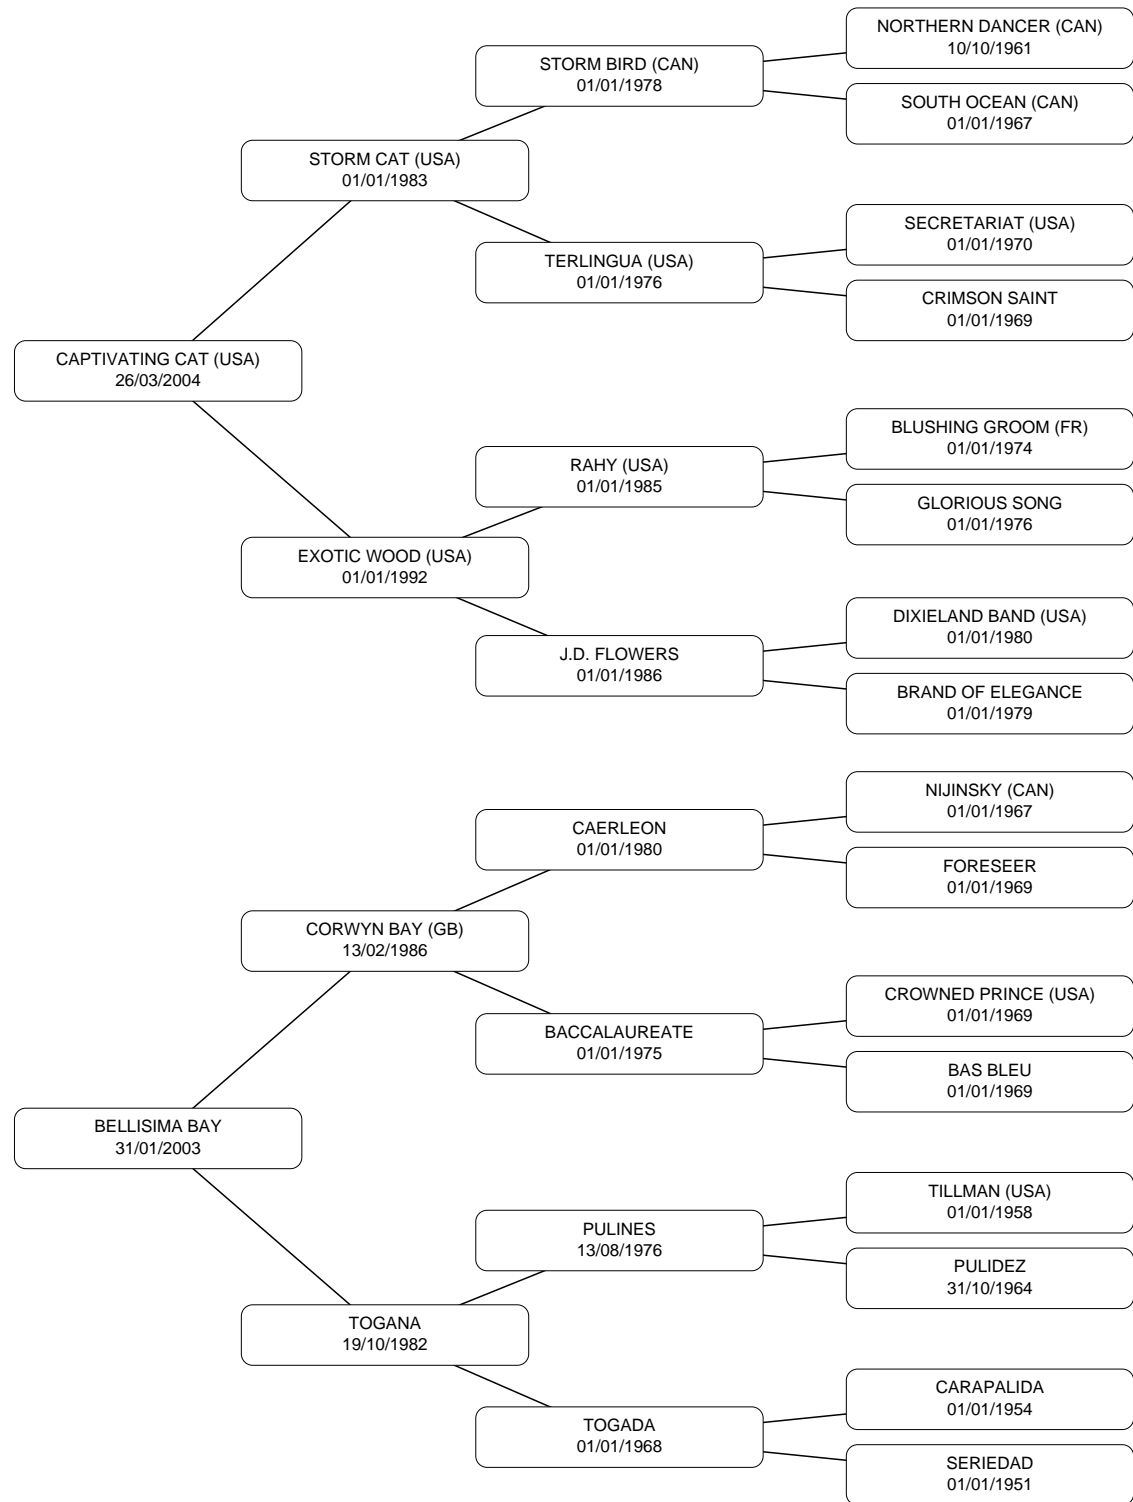 NORTHERN DANCER (CAN)
10/10/1961
STORM BIRD (CAN)
01/01/1978
SOUTH OCEAN (CAN)
01/01/1967
STORM CAT (USA)
01/01/1983
SECRETARIAT (USA)
01/01/1970
TERLINGUA (USA)
01/01/1976
CRIMSON SAINT
01/01/1969
CAPTIVATING CAT (USA)
26/03/2004
BLUSHING GROOM (FR)
01/01/1974
RAHY (USA)
01/01/1985
GLORIOUS SONG
01/01/1976
EXOTIC WOOD (USA)
01/01/1992
DIXIELAND BAND (USA)
01/01/1980
J.D. FLOWERS
01/01/1986
BRAND OF ELEGANCE
01/01/1979
NIJINSKY (CAN)
01/01/1967
CAERLEON
01/01/1980
FORESEER
01/01/1969
CORWYN BAY (GB)
13/02/1986
CROWNED PRINCE (USA)
01/01/1969
BACCALAUREATE
01/01/1975
BAS BLEU
01/01/1969
BELLISIMA BAY
31/01/2003
TILLMAN (USA)
01/01/1958
PULINES
13/08/1976
PULIDEZ
31/10/1964
TOGANA
19/10/1982
CARAPALIDA
01/01/1954
TOGADA
01/01/1968
SERIEDAD
01/01/1951